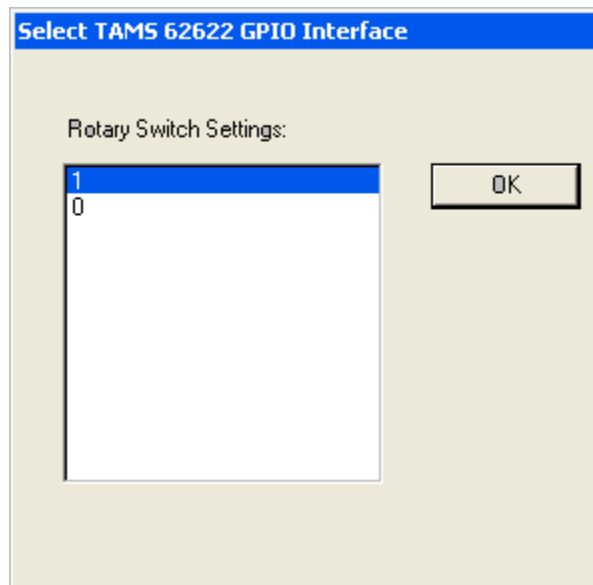 Select TAMS 62622 GPIO Interface
Rotary Switch Settings:
1
OK
0